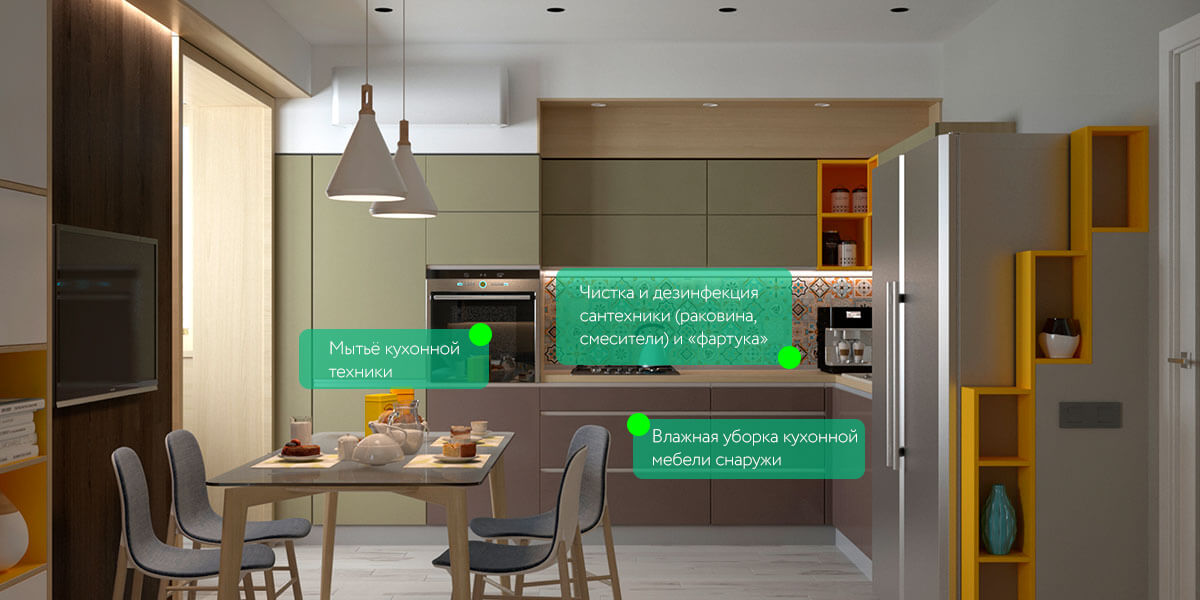 Чистка и дезинфекция
сантехники (раковина,
смесители) и «фартука»
Мытьё кухонной
техники
Влажная уборка кухонной
мебели снаружи